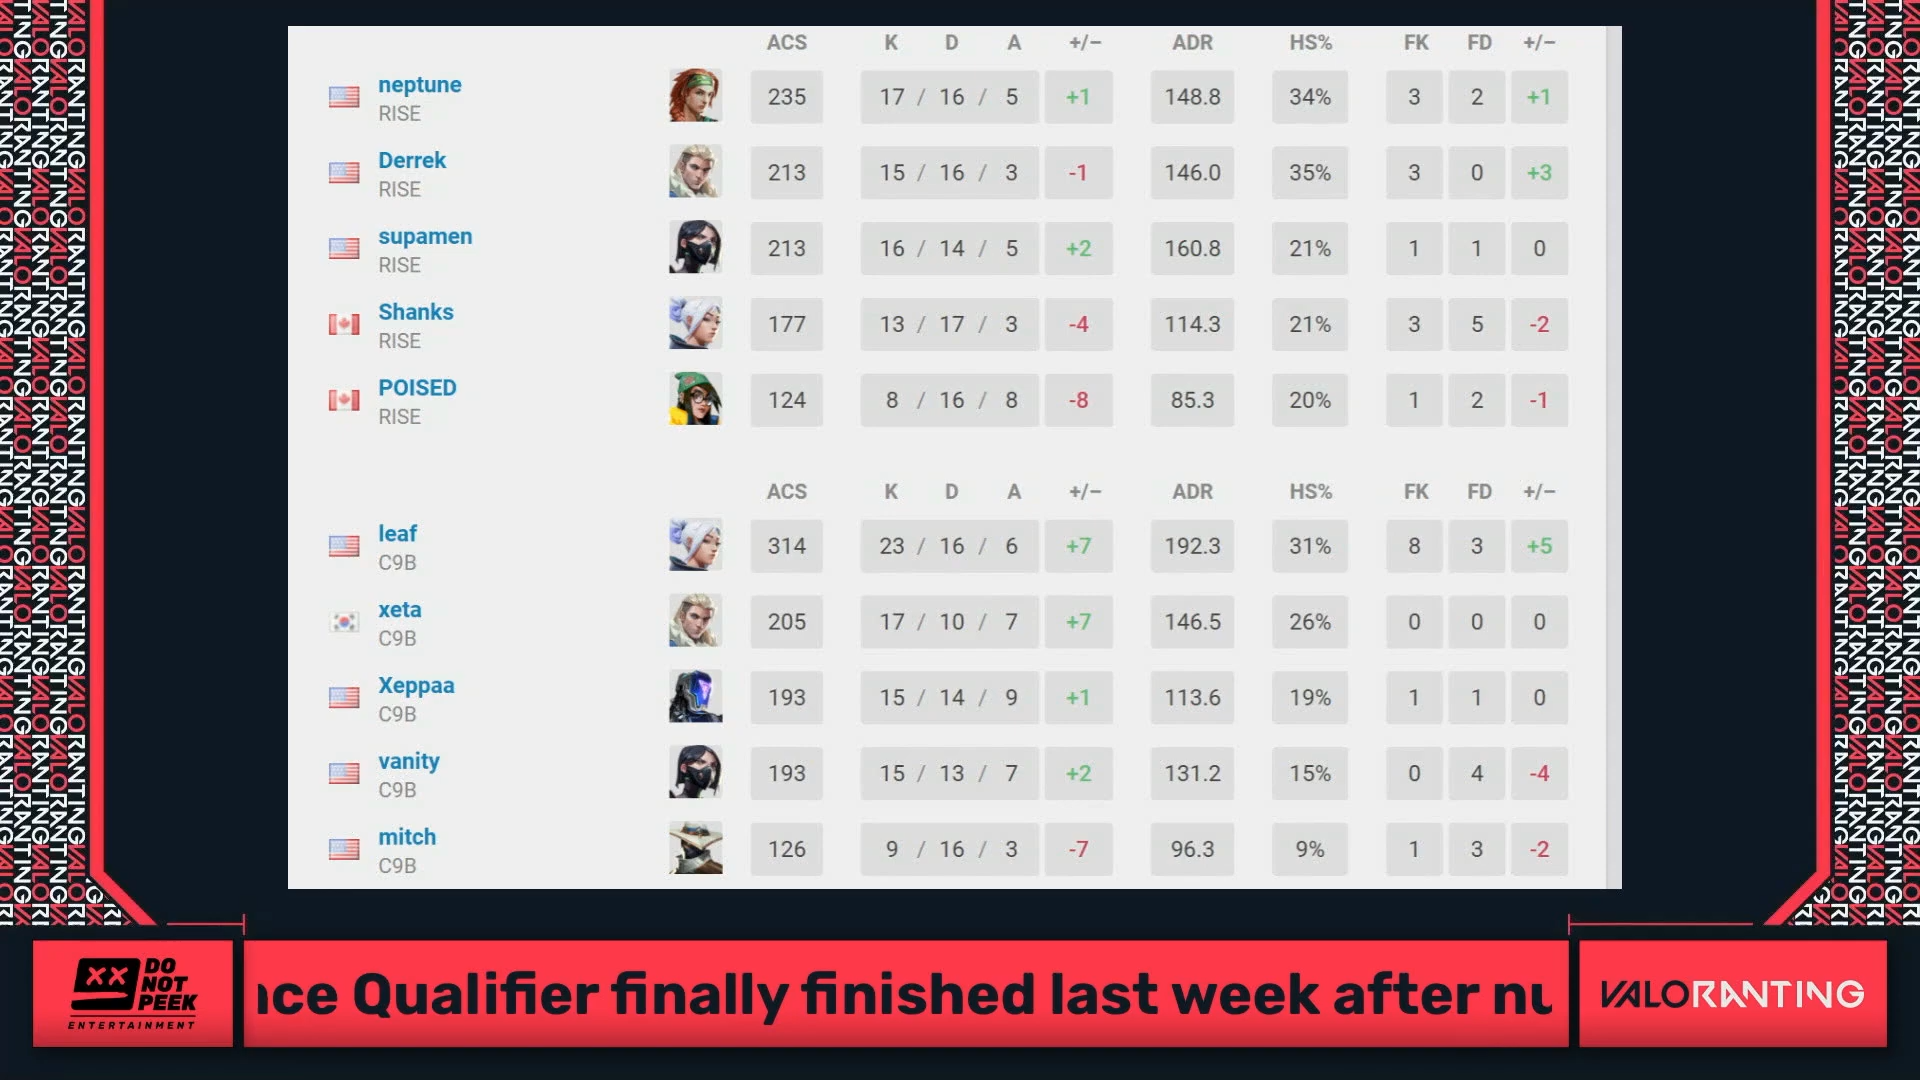 ACS K D A +/− ADR HS% FK FD +/−
neptune 235 17 / 16 / 5 +1 148.8 34% 3 2 +1
RISE
Derrek 213 15 / 16 / 3 -1 146.0 35% 3 0 +3
RISE
supamen 213 16 / 14 / 5 +2 160.8 21% 1 1 0
RISE
Shanks 177 13 / 17 / 3 -4 114.3 21% 3 5 -2
RISE
POISED 124 8 / 16 / 8 -8 85.3 20% 1 2 -1
RISE
ACS K D A +/− ADR HS% FK FD +/−
leaf 314 23 / 16 / 6 +7 192.3 31% 8 3 +5
C9B
xeta 205 17 / 10 / 7 +7 146.5 26% 0 0 0
C9B
Xeppaa 193 15 / 14 / 9 +1 113.6 19% 1 1 0
C9B
vanity 193 15 / 13 / 7 +2 131.2 15% 0 4 -4
C9B
mitch 126 9 / 16 / 3 -7 96.3 9% 1 3 -2
C9B
DO
NOT
PEEK
ENTERTAINMENT
nce Qualifier finally finished last week after nu
VALORANTING